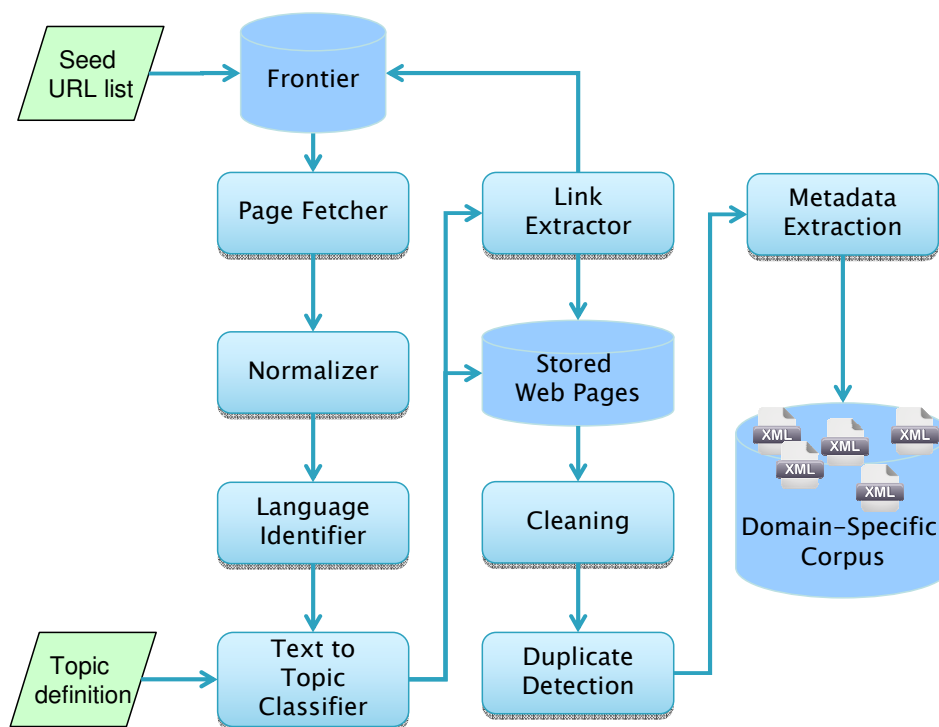 Seed
URL list
Frontier
Page Fetcher
Link
Extractor
Metadata
Extraction
Normalizer
Stored
Web Pages
XML
XML
XML
XML
XML
Language
Identifier
Cleaning
Domain-Specific
Corpus
Topic
definition
Text to
Topic
Classifier
Duplicate
Detection